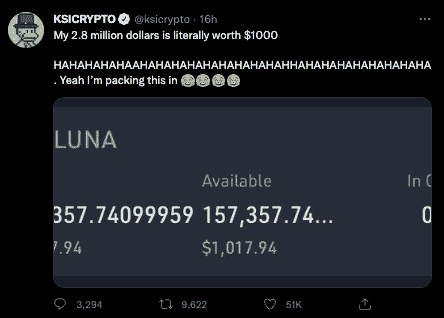 KSICRYPTO @ksicrypto · 16h
My 2.8 million dollars is literally worth $1000
HAHAHAHAHAAHAHAHAHAHAHAHAHAHAHHAHAHAHAHAHAHAHAHA
. Yeah I'm packing this in 😂😂😂😂
LUNA
Available
In
357.74099959 157,357.74...
0
7.94
$1,017.94
3,294
9,622
51K